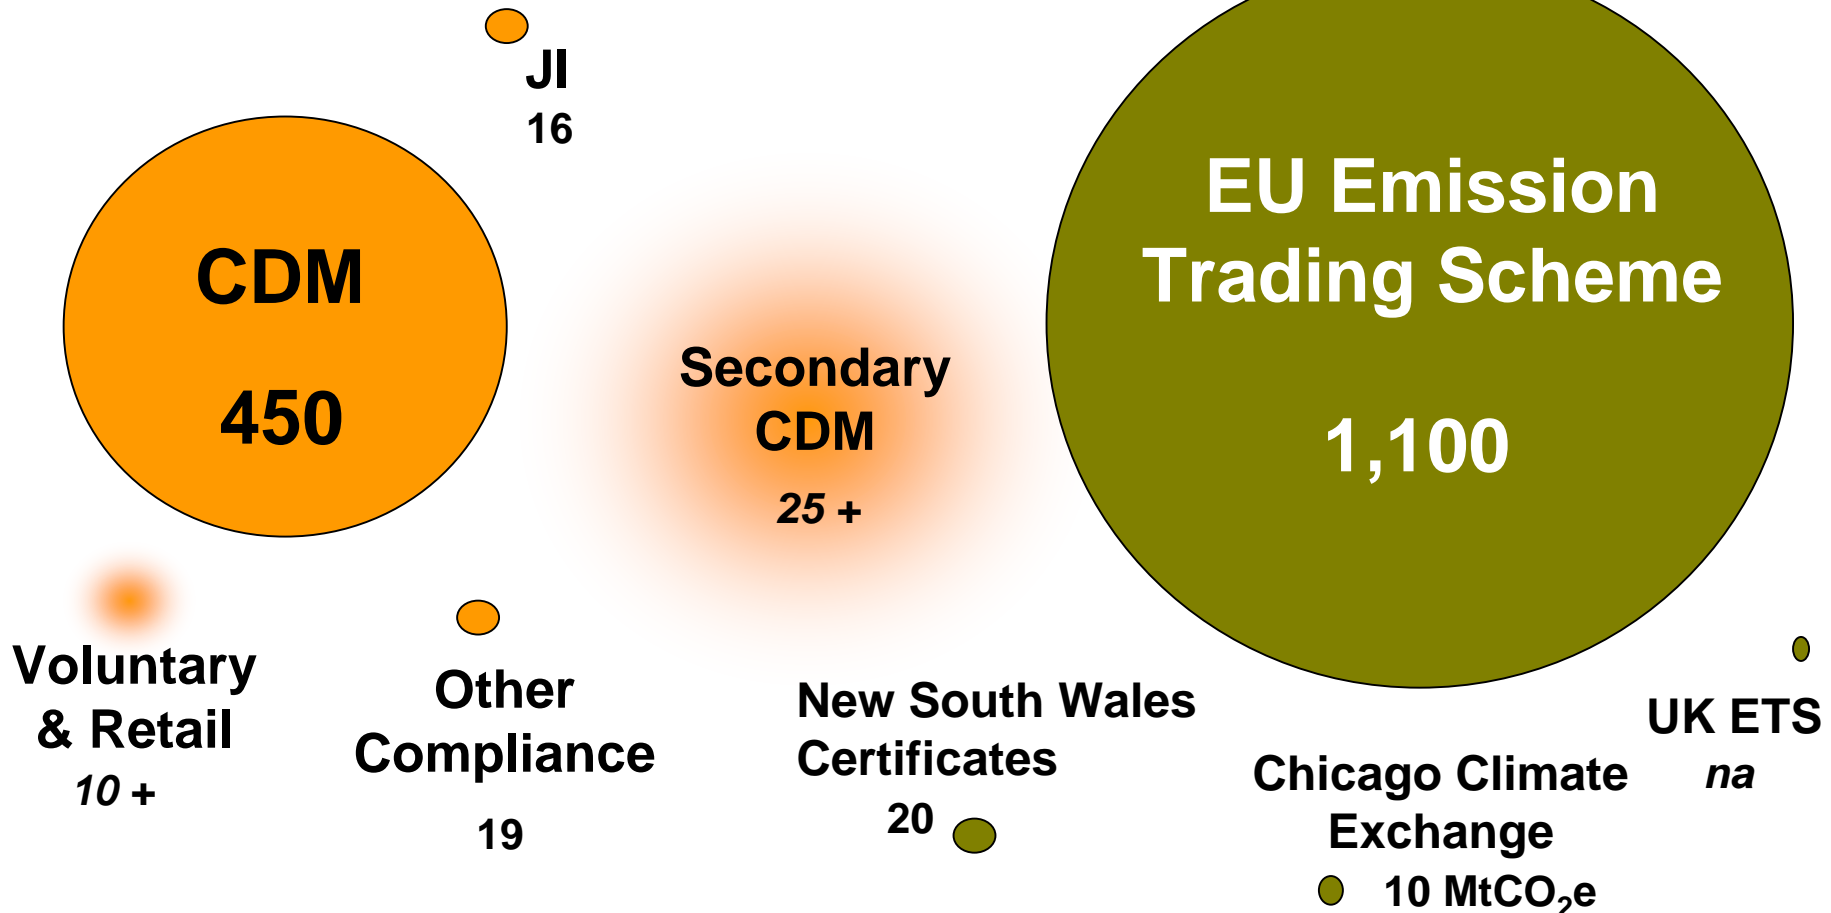 JI
16
CDM
450
EU Emission
Trading Scheme
1,100
Secondary
CDM
25 +
Voluntary
& Retail
10 +
Other
Compliance
19
New South Wales
Certificates
20
Chicago Climate
Exchange
10 MtCO₂e
UK ETS
na